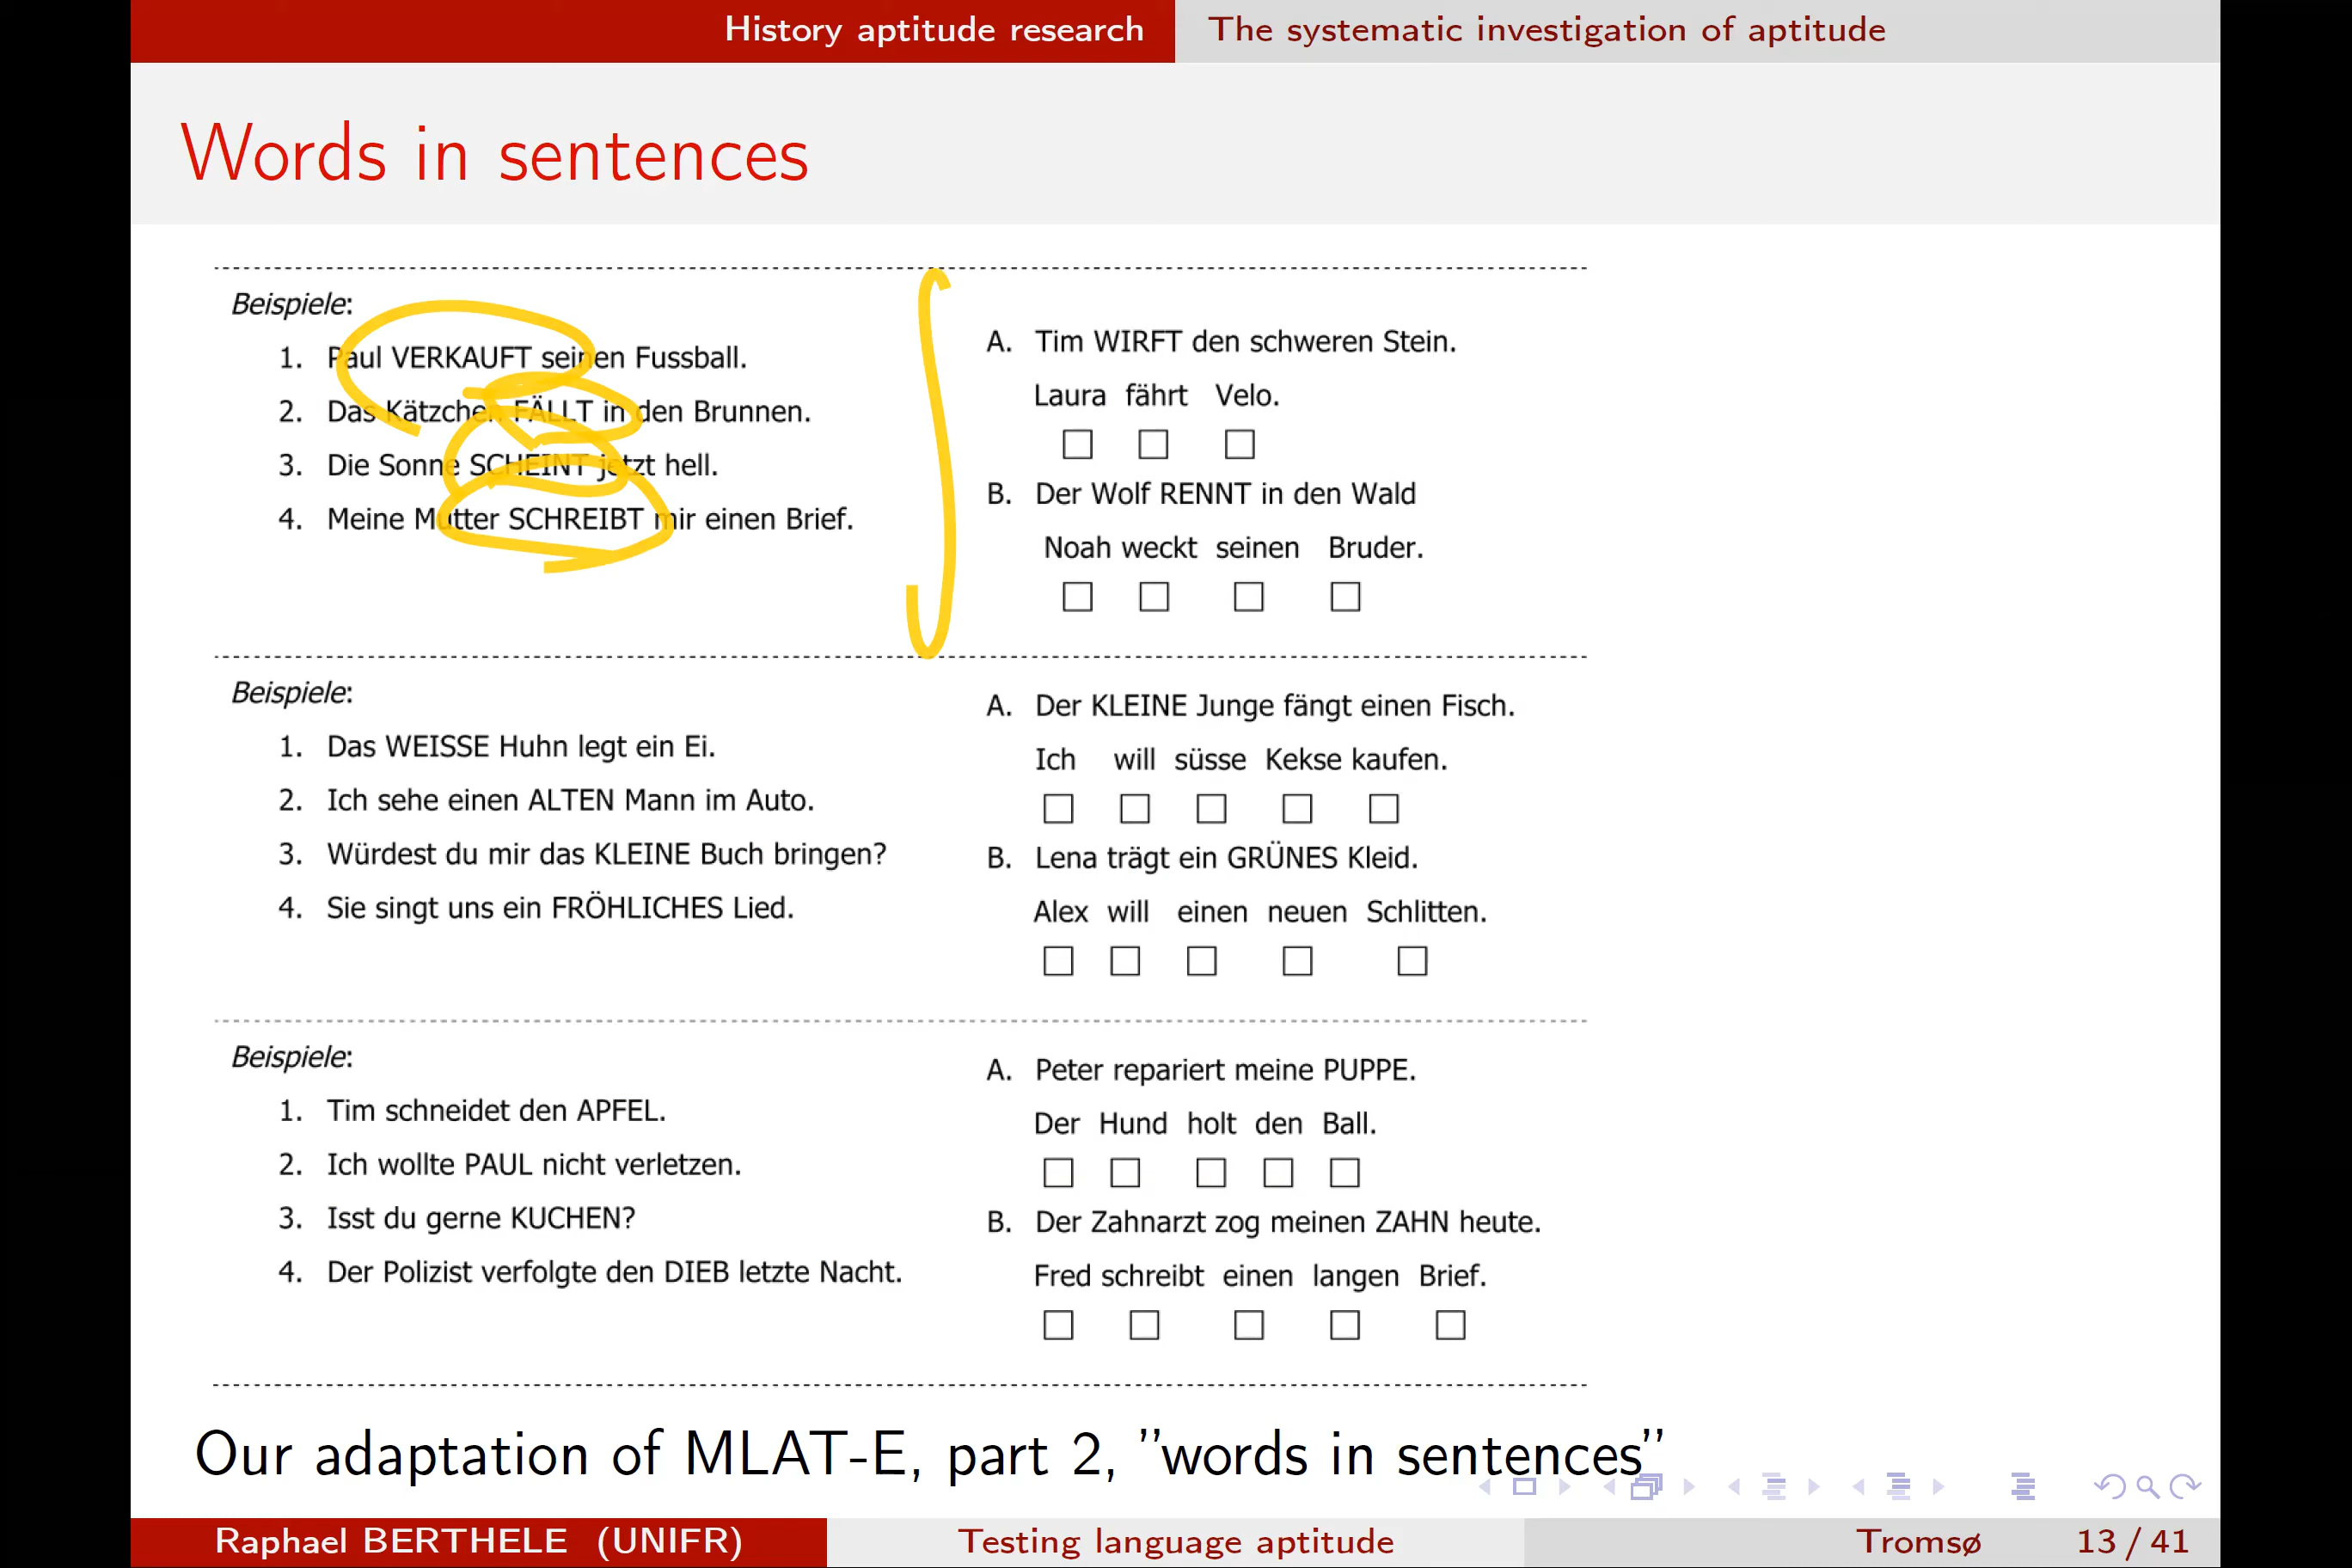 History aptitude research The systematic investigation of aptitude
Words in sentences
Beispiele:
1. Paul VERKAUFT seinen Fussball.
2. Das Kätzchen FÄLLT in den Brunnen.
3. Die Sonne SCHEINT jetzt hell.
4. Meine Mutter SCHREIBT mir einen Brief.
A. Tim WIRFT den schweren Stein.
Laura fährt Velo.
B. Der Wolf RENNT in den Wald
Noah weckt seinen Bruder.
Beispiele:
1. Das WEISSE Huhn legt ein Ei.
2. Ich sehe einen ALTEN Mann im Auto.
3. Würdest du mir das KLEINE Buch bringen?
4. Sie singt uns ein FRÖHLICHES Lied.
A. Der KLEINE Junge fängt einen Fisch.
Ich will süsse Kekse kaufen.
B. Lena trägt ein GRÜNES Kleid.
Alex will einen neuen Schlitten.
Beispiele:
1. Tim schneidet den APFEL.
2. Ich wollte PAUL nicht verletzen.
3. Isst du gerne KUCHEN?
4. Der Polizist verfolgte den DIEB letzte Nacht.
A. Peter repariert meine PUPPE.
Der Hund holt den Ball.
B. Der Zahnarzt zog meinen ZAHN heute.
Fred schreibt einen langen Brief.
Our adaptation of MLAT-E, part 2, ”words in sentences”
Raphael BERTHELE (UNIFR) Testing language aptitude Tromsø 13 / 41